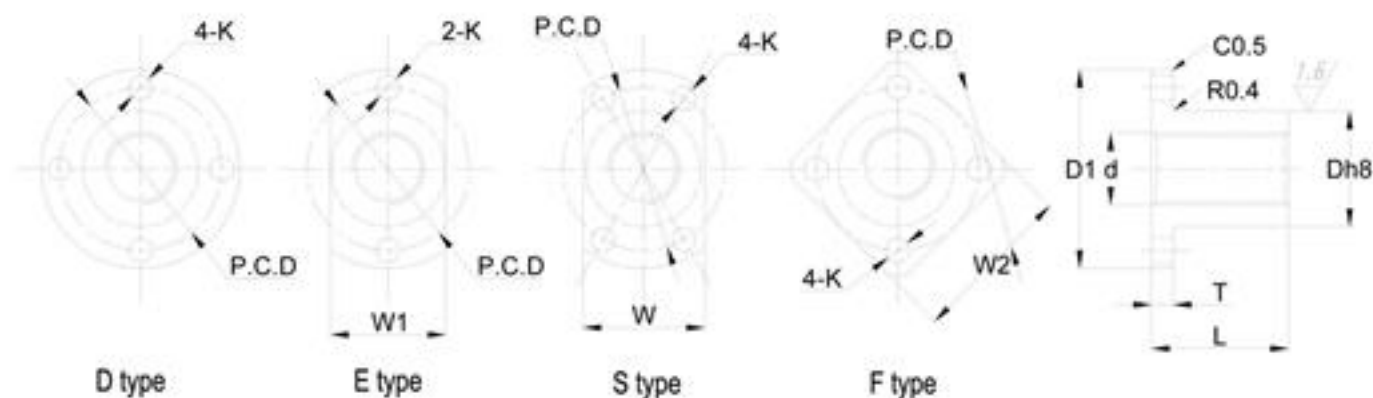 4-K
P.C.D
D type
2-K
P.C.D
W1
E type
P.C.D
4-K
W
S type
P.C.D
4-K
W2
F type
C0.5
R0.4
1.6/
D1 d
Dh8
T
L